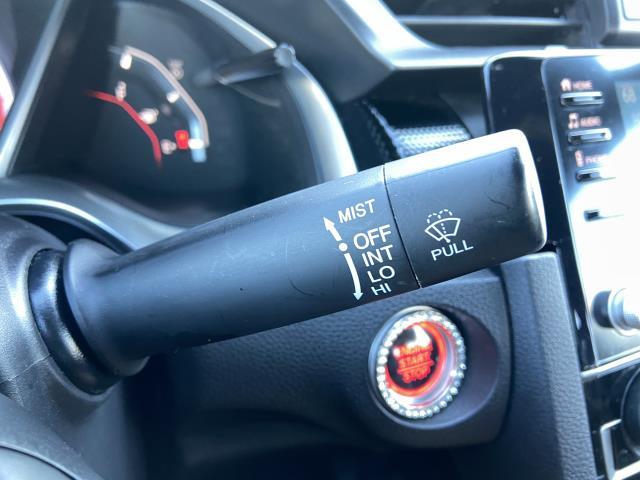 MIST
OFF
INT
LO
HI
PULL
HOME
AUDIO
PHONE
ENGINE
START
STOP